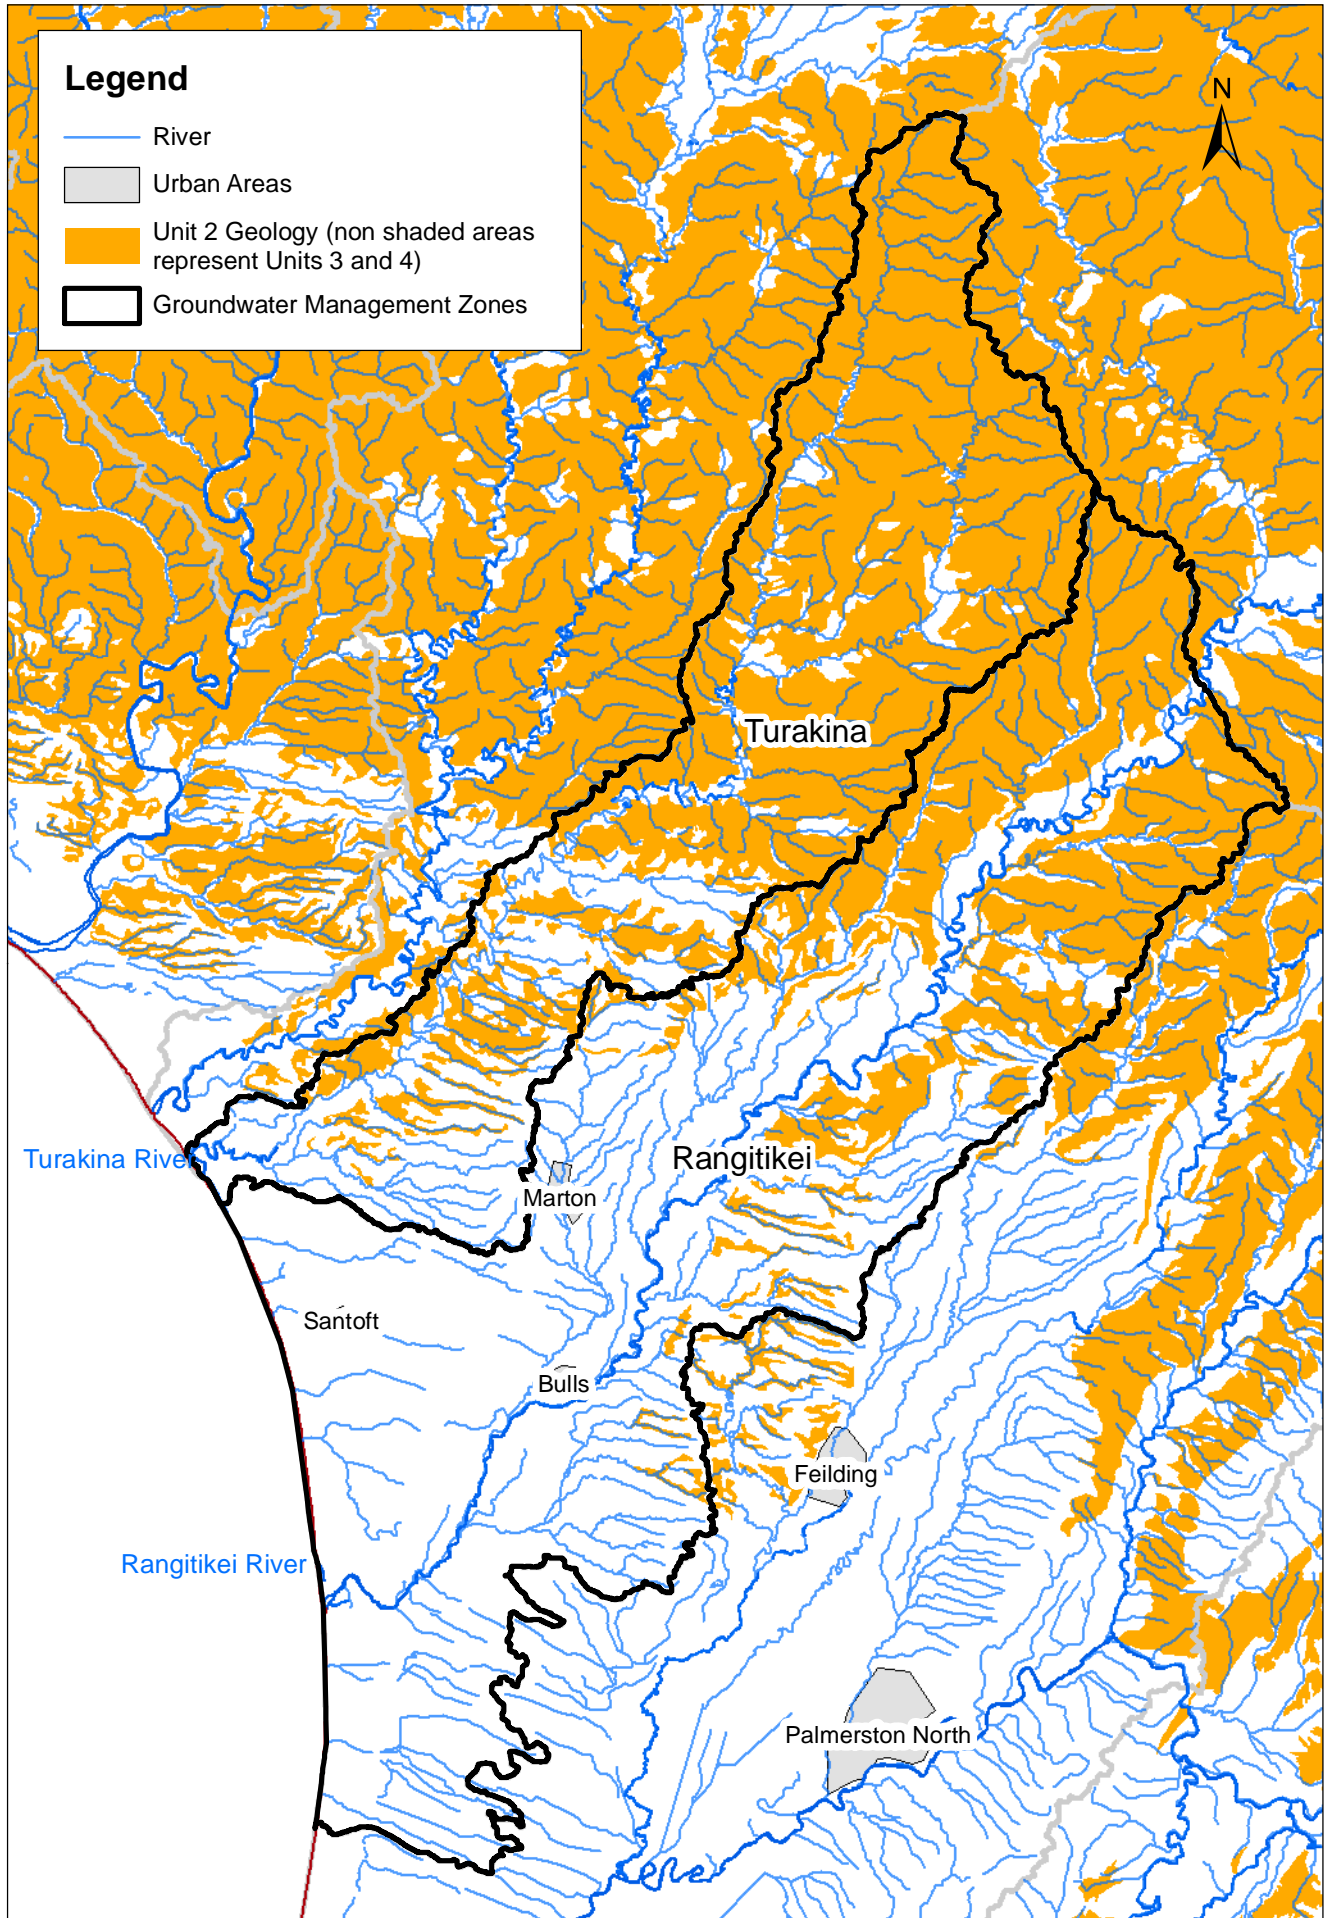 Legend
River
Urban Areas
Unit 2 Geology (non shaded areas
represent Units 3 and 4)
Groundwater Management Zones
N
Turakina
Turakina River
Rangitikei
Marton
Santoft
Bulls
Feilding
Rangitikei River
Palmerston North